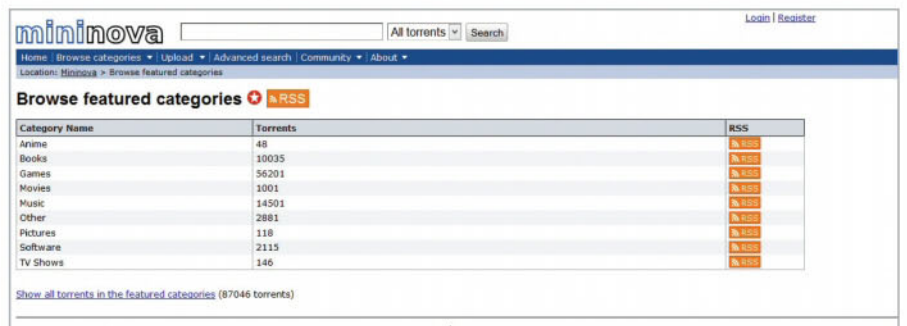 Login | Register
mininova All torrents Search
Home Browse categories Upload Advanced search Community About
Location: Mininova > Browse featured categories
Browse featured categories RSS
Category Name Torrents RSS
Anime 48 RSS
Books 10035 RSS
Games 56201 RSS
Movies 1001 RSS
Music 14501 RSS
Other 2881 RSS
Pictures 118 RSS
Software 2115 RSS
TV Shows 146 RSS
Show all torrents in the featured categories (87046 torrents)